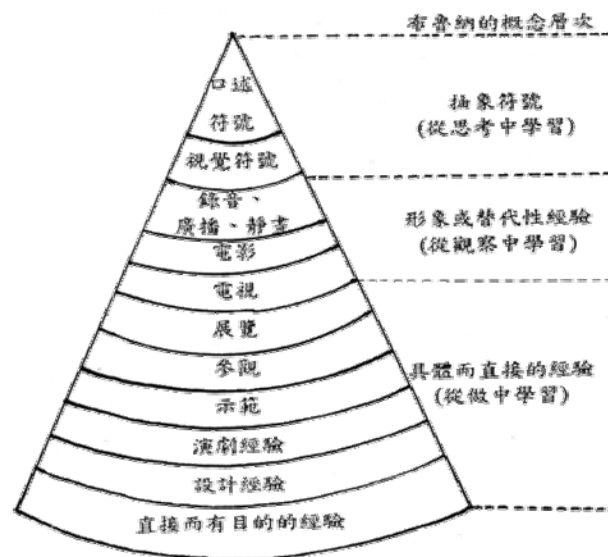 布魯納的概念層次
口述
符號
抽象符號
(從思考中學習)
視覺符號
錄音、
廣播、靜畫
形象或替代性經驗
(從觀察中學習)
電影
電視
展覽
參觀
具體而直接的經驗
(從做中學習)
示範
演劇經驗
設計經驗
直接而有目的的經驗